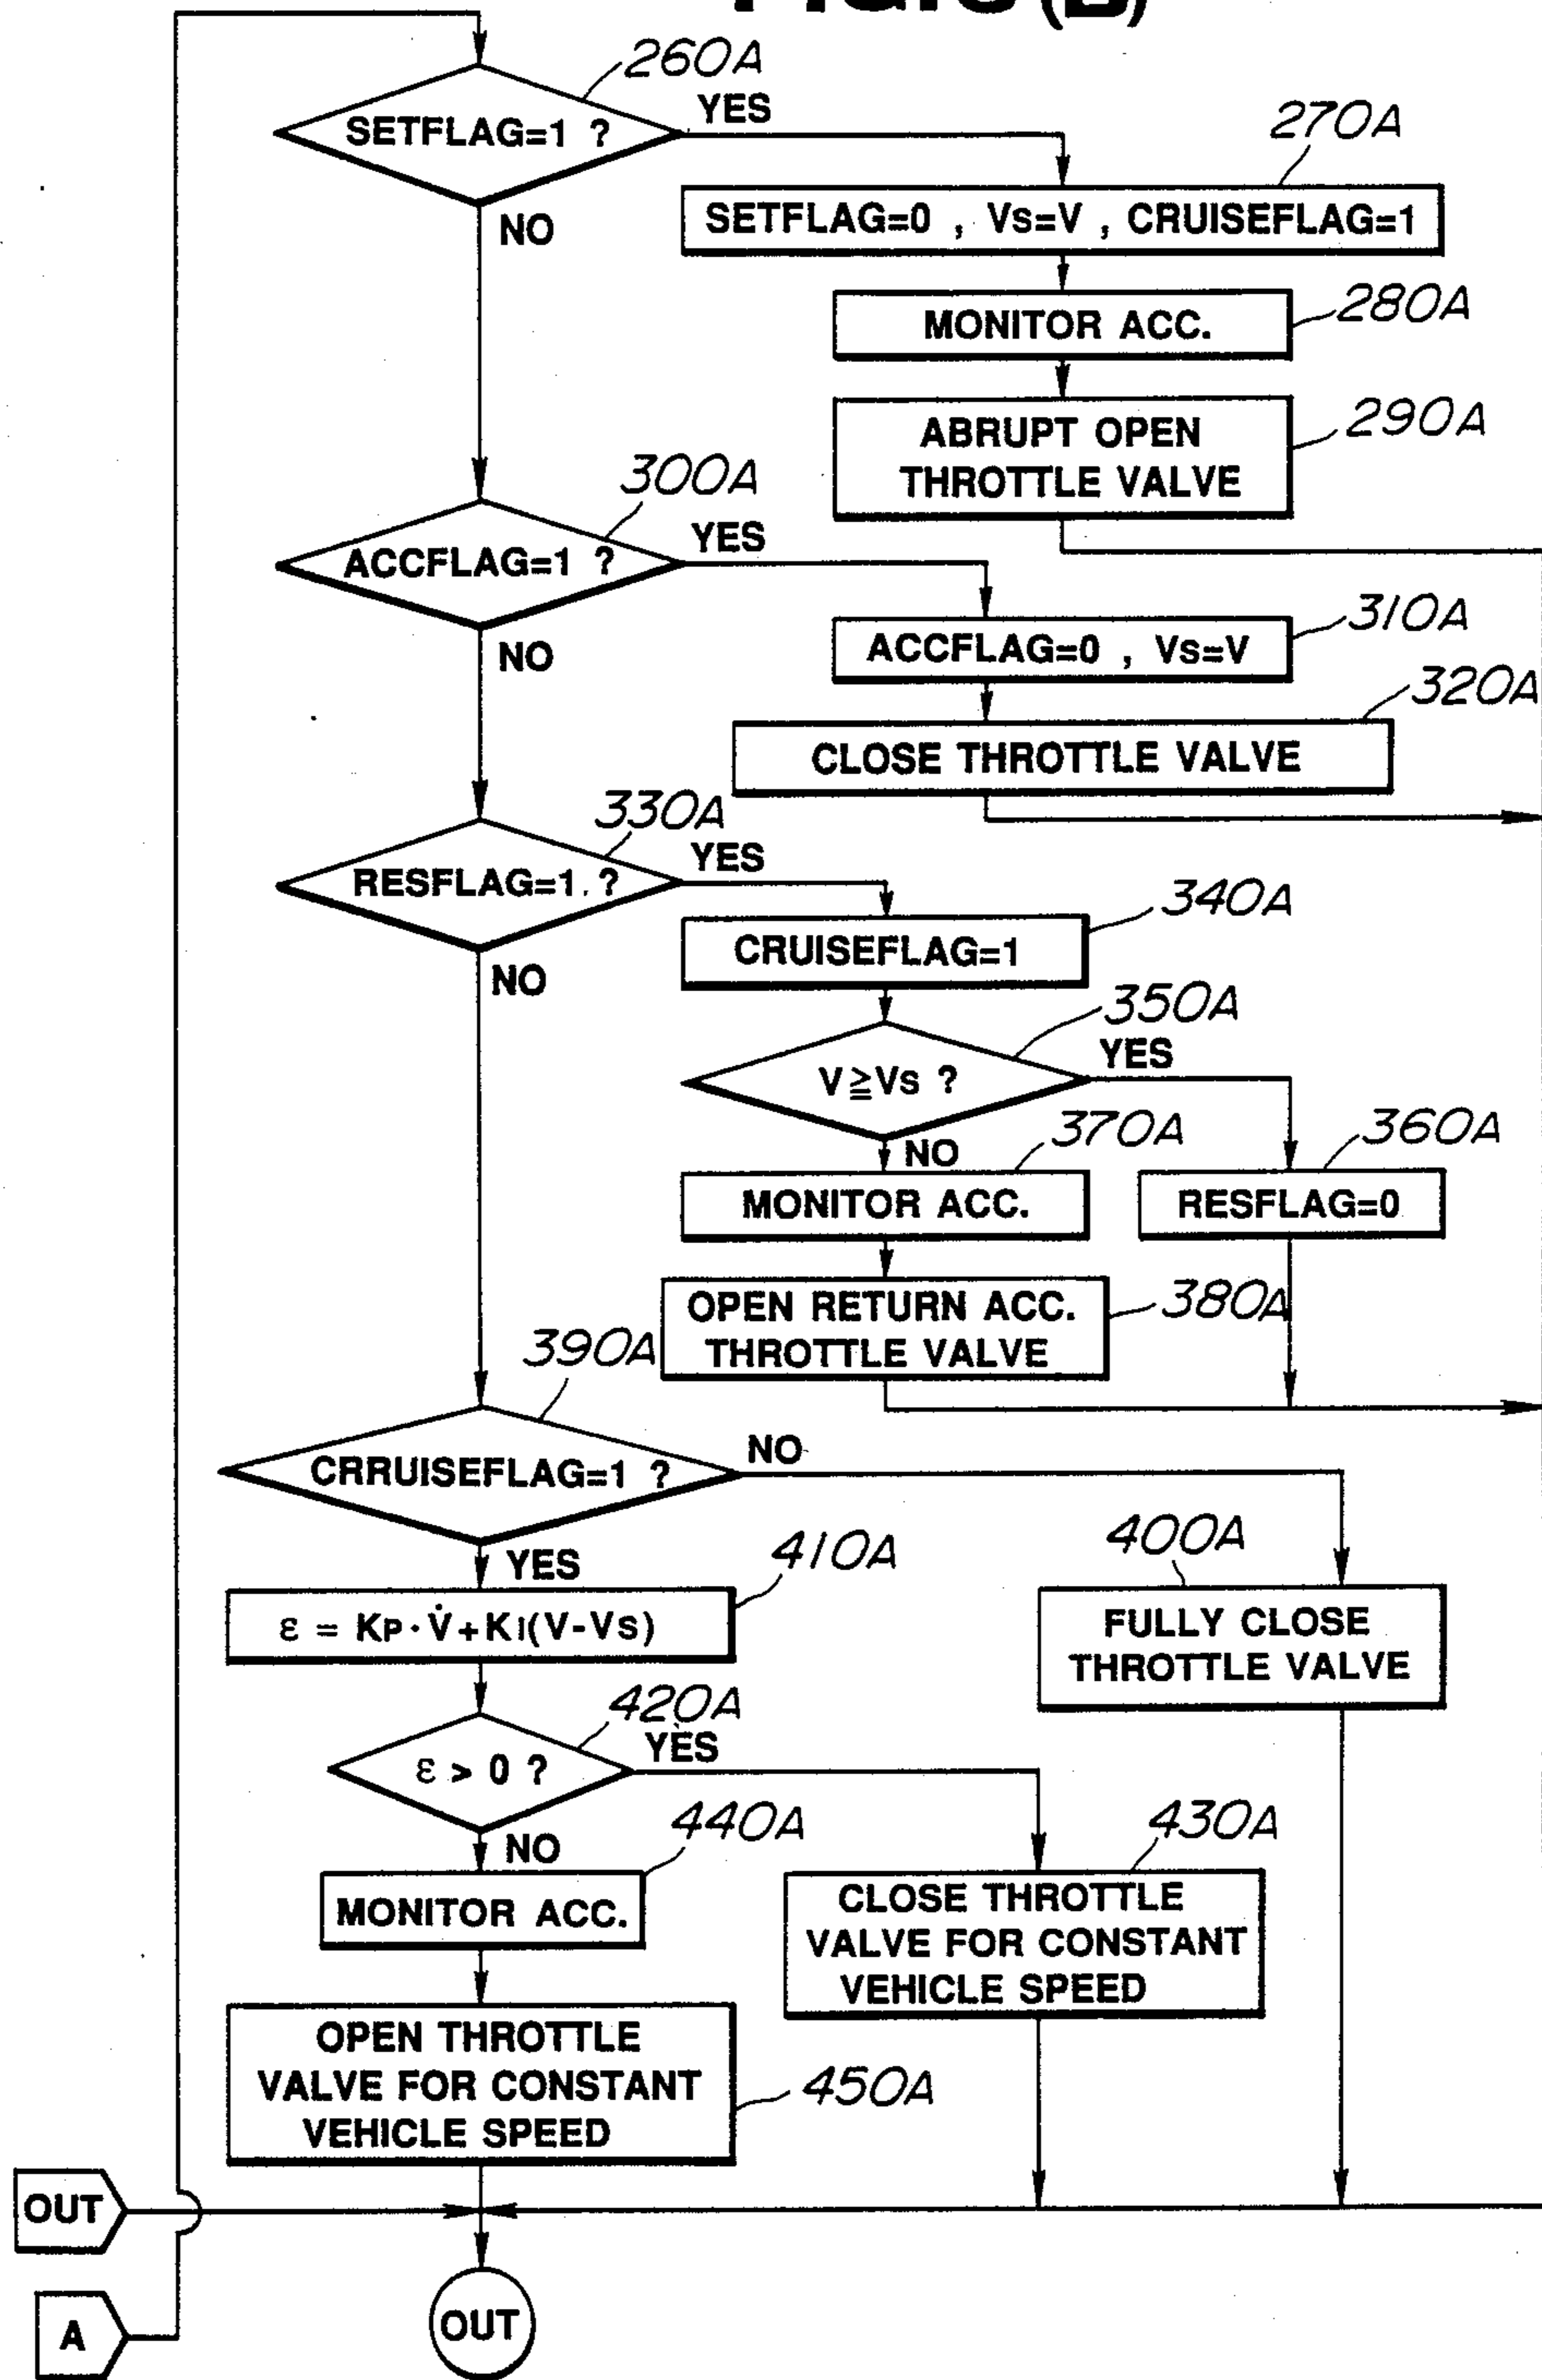 (B)
260A
SETFLAG=1 ?
YES
NO
270A
SETFLAG=0 , Vs=V , CRUISEFLAG=1
280A
MONITOR ACC.
290A
ABRUPT OPEN
THROTTLE VALVE
300A
ACCFLAG=1 ?
YES
NO
310A
ACCFLAG=0 , Vs=V
320A
CLOSE THROTTLE VALVE
330A
RESFLAG=1 ?
YES
NO
340A
CRUISEFLAG=1
350A
V≧Vs ?
YES
NO
370A
MONITOR ACC.
360A
RESFLAG=0
380A
OPEN RETURN ACC.
THROTTLE VALVE
390A
CRRUISEFLAG=1 ?
NO
YES
400A
FULLY CLOSE
THROTTLE VALVE
410A
ε = KP·V̇+KI(V-Vs)
420A
ε > 0 ?
YES
NO
440A
MONITOR ACC.
430A
CLOSE THROTTLE
VALVE FOR CONSTANT
VEHICLE SPEED
450A
OPEN THROTTLE
VALVE FOR CONSTANT
VEHICLE SPEED
OUT
A
OUT